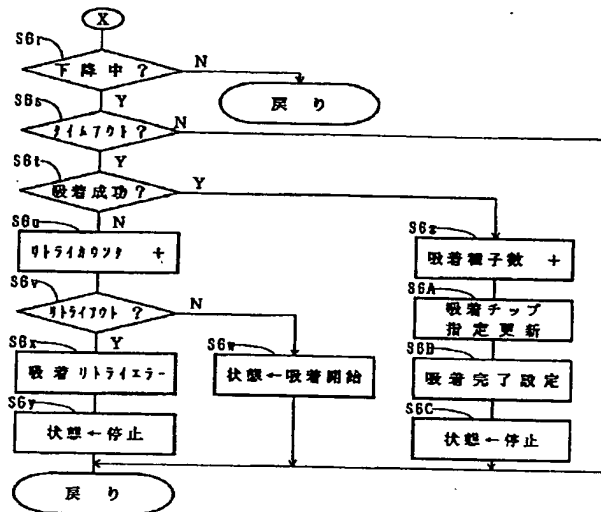 X
S6r
下降中?
N
戻り
Y
S6s
タイムアウト?
N
Y
S6t
吸着成功?
Y
N
S6u
リトライカウンタ +
S6z
吸着種子数 +
S6v
リトライアウト?
N
Y
S6A
吸着チップ
指定更新
S6x
吸着リトライエラー
S6w
状態←吸着開始
S6B
吸着完了設定
S6y
状態←停止
S6C
状態←停止
戻り